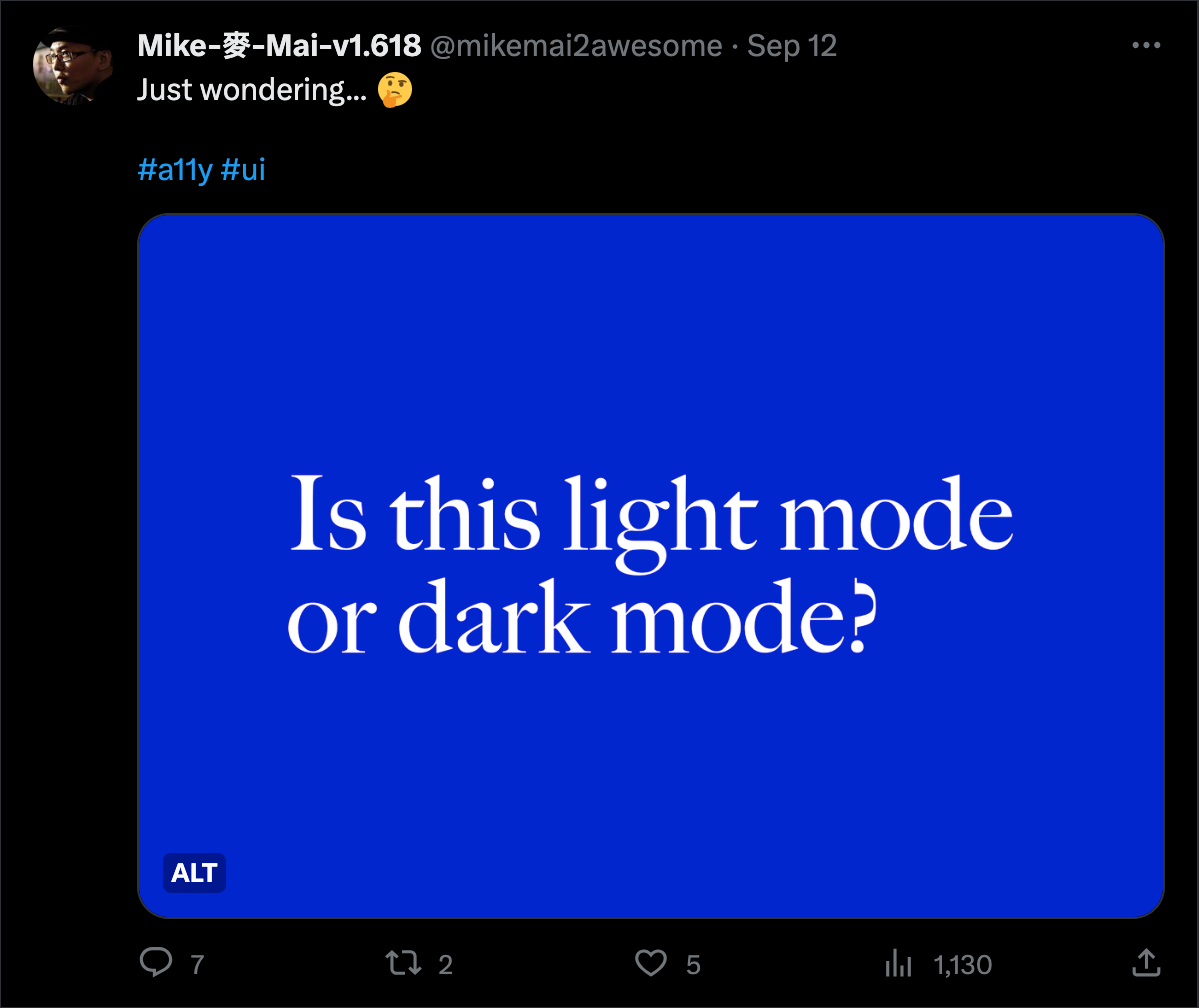 Mike-麥-Mai-v1.618 @mikemai2awesome · Sep 12
Just wondering... 🤔
#a11y #ui
Is this light mode
or dark mode?
ALT
7 2 5 1,130